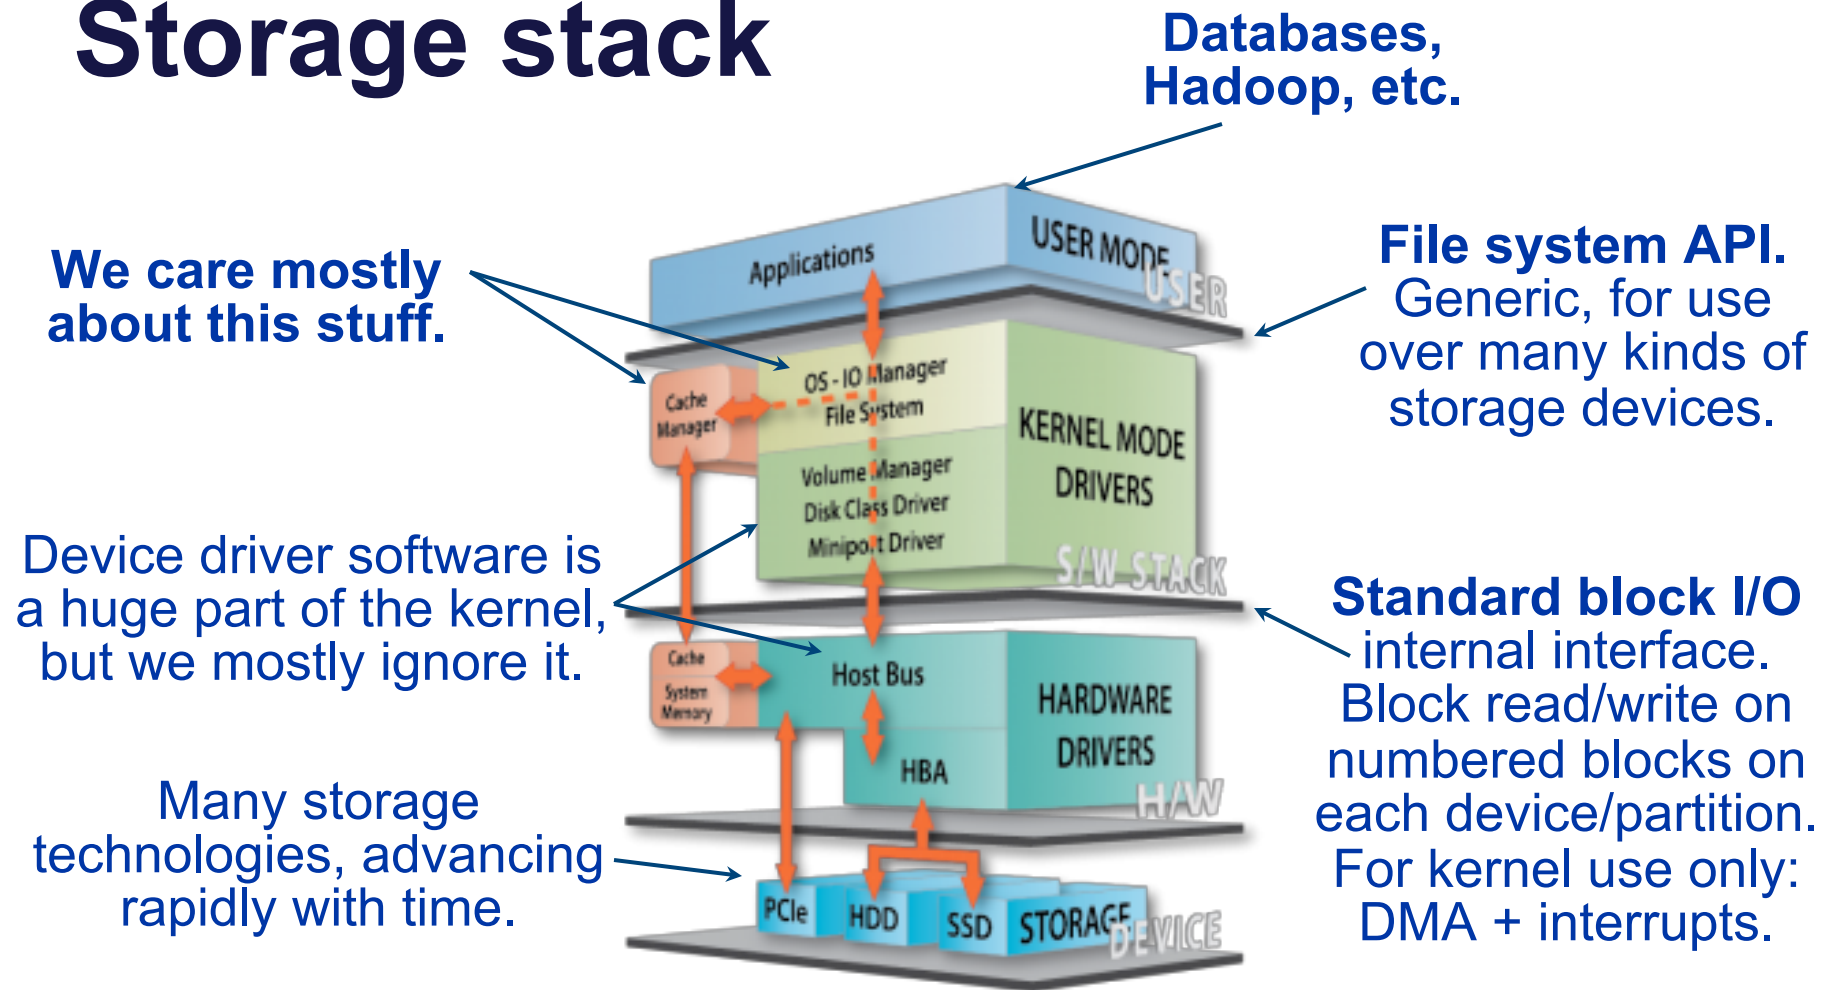 Storage stack
Databases,
Hadoop, etc.
We care mostly
about this stuff.
File system API.
Generic, for use
over many kinds of
storage devices.
Applications
USER MODE
USER
OS - IO Manager
File System
Cache
Manager
Volume Manager
Disk Class Driver
Miniport Driver
KERNEL MODE
DRIVERS
S/W STACK
Device driver software is
a huge part of the kernel,
but we mostly ignore it.
Standard block I/O
internal interface.
Block read/write on
numbered blocks on
each device/partition.
For kernel use only:
DMA + interrupts.
Cache
System
Memory
Host Bus
HBA
HARDWARE
DRIVERS
H/W
Many storage
technologies, advancing
rapidly with time.
PCIe
HDD
SSD
STORAGE
DEVICE